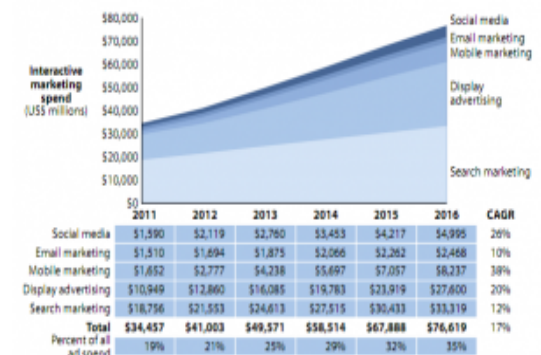 $80,000
$70,000
$60,000
$50,000
$40,000
$30,000
$20,000
$10,000
$0
Interactive
marketing
spend
(US$ millions)
Social media
Email marketing
Mobile marketing
Display
advertising
Search marketing
2011 2012 2013 2014 2015 2016 CAGR
Social media $1,590 $2,119 $2,760 $3,453 $4,217 $4,995 26%
Email marketing $1,510 $1,694 $1,875 $2,066 $2,262 $2,468 10%
Mobile marketing $1,652 $2,777 $4,238 $5,697 $7,057 $8,237 38%
Display advertising $10,949 $12,860 $16,085 $19,783 $23,919 $27,600 20%
Search marketing $18,756 $21,553 $24,613 $27,515 $30,433 $33,319 12%
Total $34,457 $41,003 $49,571 $58,514 $67,888 $76,619 17%
Percent of all
ad spend 19% 21% 25% 29% 32% 35%